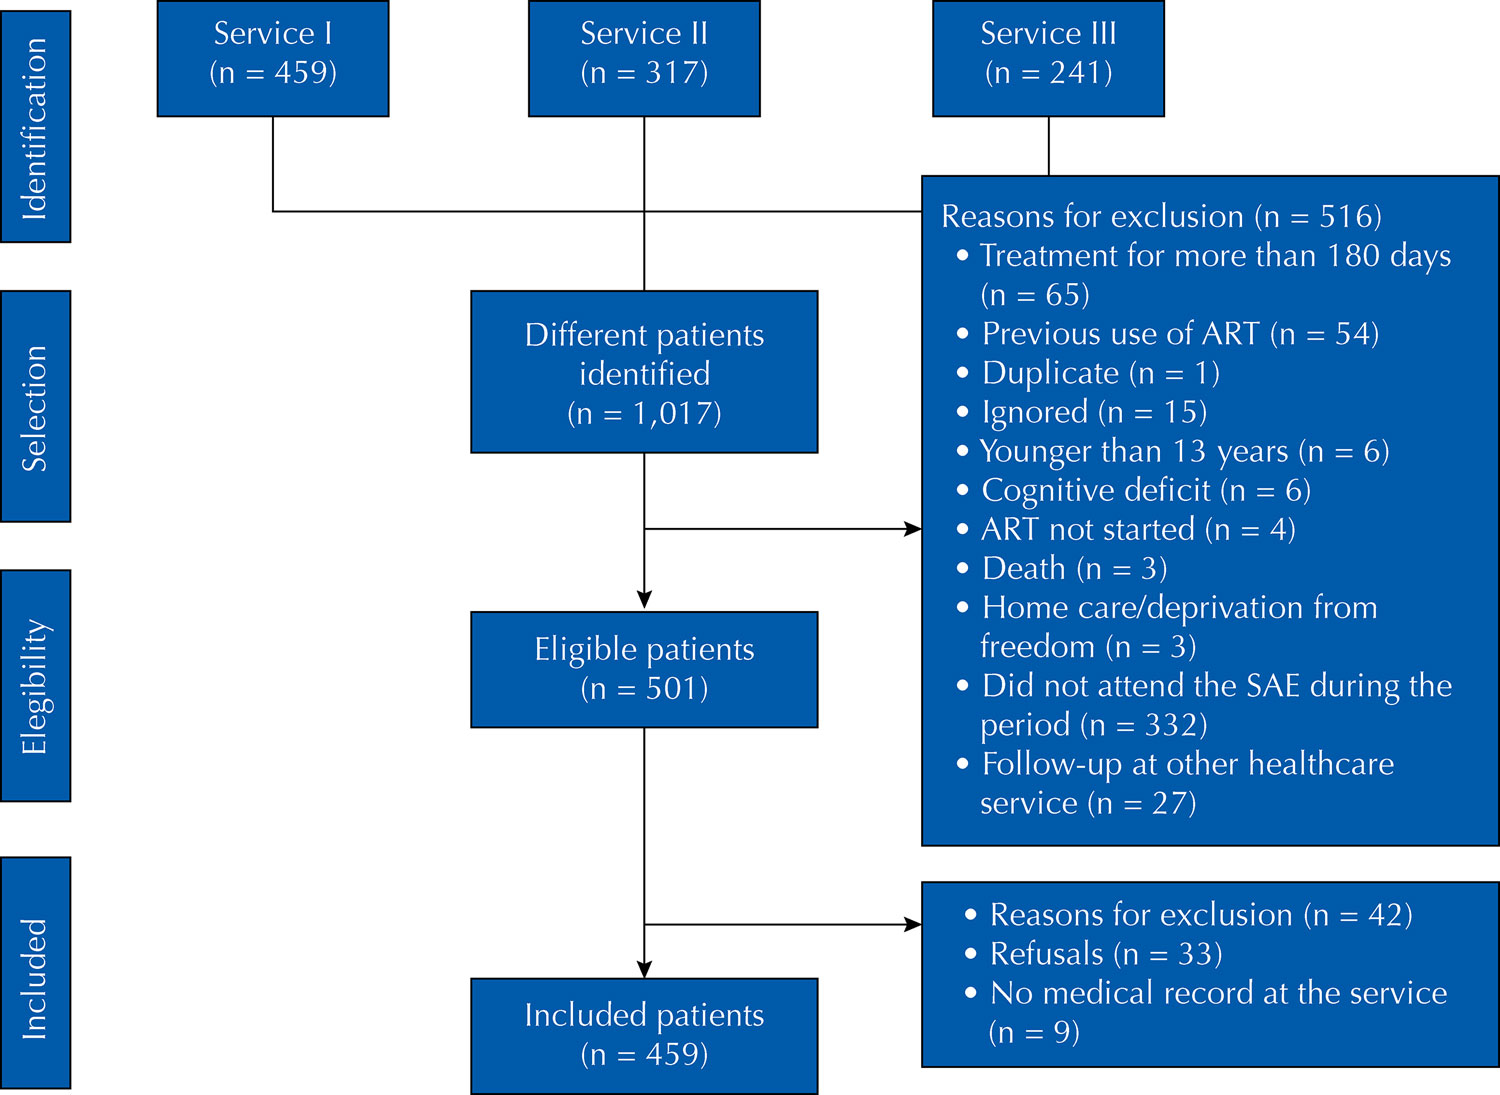 Identification
Service I
(n = 459)
Service II
(n = 317)
Service III
(n = 241)
Selection
Different patients
identified
(n = 1,017)
Reasons for exclusion (n = 516)
• Treatment for more than 180 days
(n = 65)
• Previous use of ART (n = 54)
• Duplicate (n = 1)
• Ignored (n = 15)
• Younger than 13 years (n = 6)
• Cognitive deficit (n = 6)
• ART not started (n = 4)
• Death (n = 3)
• Home care/deprivation from
freedom (n = 3)
• Did not attend the SAE during the
period (n = 332)
• Follow-up at other healthcare
service (n = 27)
Elegibility
Eligible patients
(n = 501)
Included
• Reasons for exclusion (n = 42)
• Refusals (n = 33)
• No medical record at the service
(n = 9)
Included patients
(n = 459)